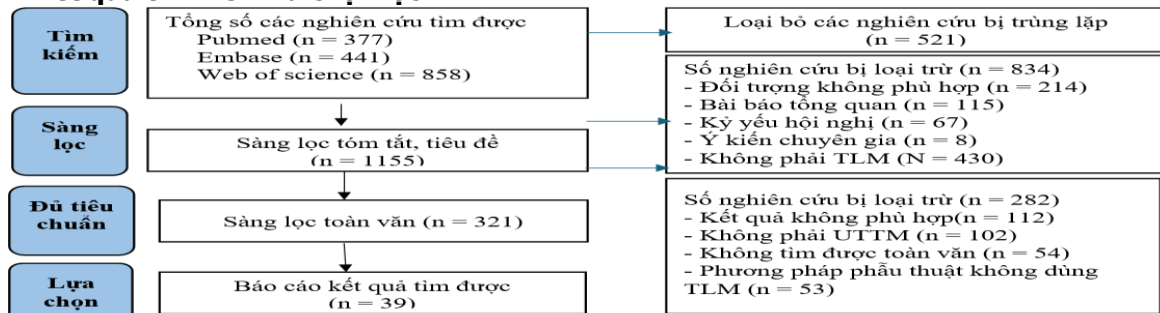 Tìm
kiếm
Tổng số các nghiên cứu tìm được
Pubmed (n = 377)
Embase (n = 441)
Web of science (n = 858)
Loại bỏ các nghiên cứu bị trùng lặp
(n = 521)
Sàng
lọc
Sàng lọc tóm tắt, tiêu đề
(n = 1155)
Số nghiên cứu bị loại trừ (n = 834)
- Đối tượng không phù hợp (n = 214)
- Bài báo tổng quan (n = 115)
- Kỷ yếu hội nghị (n = 67)
- Ý kiến chuyên gia (n = 8)
- Không phải TLM (N = 430)
Đủ tiêu
chuẩn
Sàng lọc toàn văn (n = 321)
Số nghiên cứu bị loại trừ (n = 282)
- Kết quả không phù hợp(n = 112)
- Không phải UTTM (n = 102)
- Không tìm được toàn văn (n = 54)
- Phương pháp phẫu thuật không dùng
TLM (n = 53)
Lựa
chọn
Báo cáo kết quả tìm được
(n = 39)